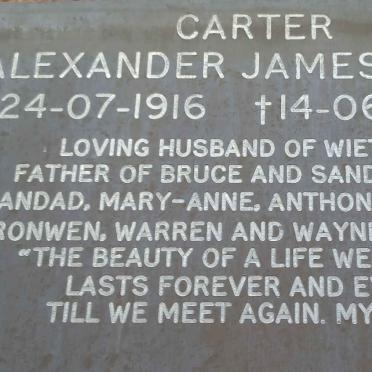 CARTER
ALEXANDER JAMES
24-07-1916 †14-06
LOVING HUSBAND OF WIE
FATHER OF BRUCE AND SAND
ANDAD, MARY-ANNE, ANTHON
RONWEN, WARREN AND WAYNE
"THE BEAUTY OF A LIFE WE
LASTS FOREVER AND E
TILL WE MEET AGAIN. MY